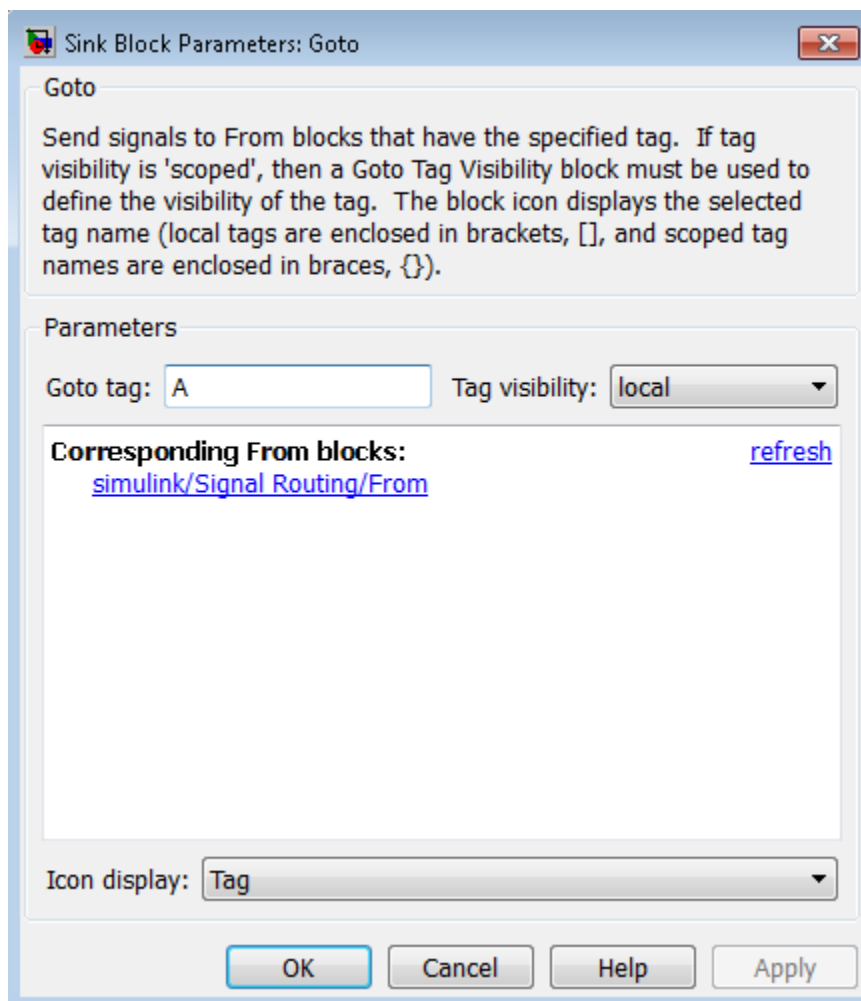 Sink Block Parameters: Goto
Goto
Send signals to From blocks that have the specified tag.  If tag
visibility is 'scoped', then a Goto Tag Visibility block must be used to
define the visibility of the tag.  The block icon displays the selected
tag name (local tags are enclosed in brackets, [], and scoped tag
names are enclosed in braces, {}).
Parameters
Goto tag: A Tag visibility: local
Corresponding From blocks: refresh
simulink/Signal Routing/From
Icon display: Tag
OK Cancel Help Apply